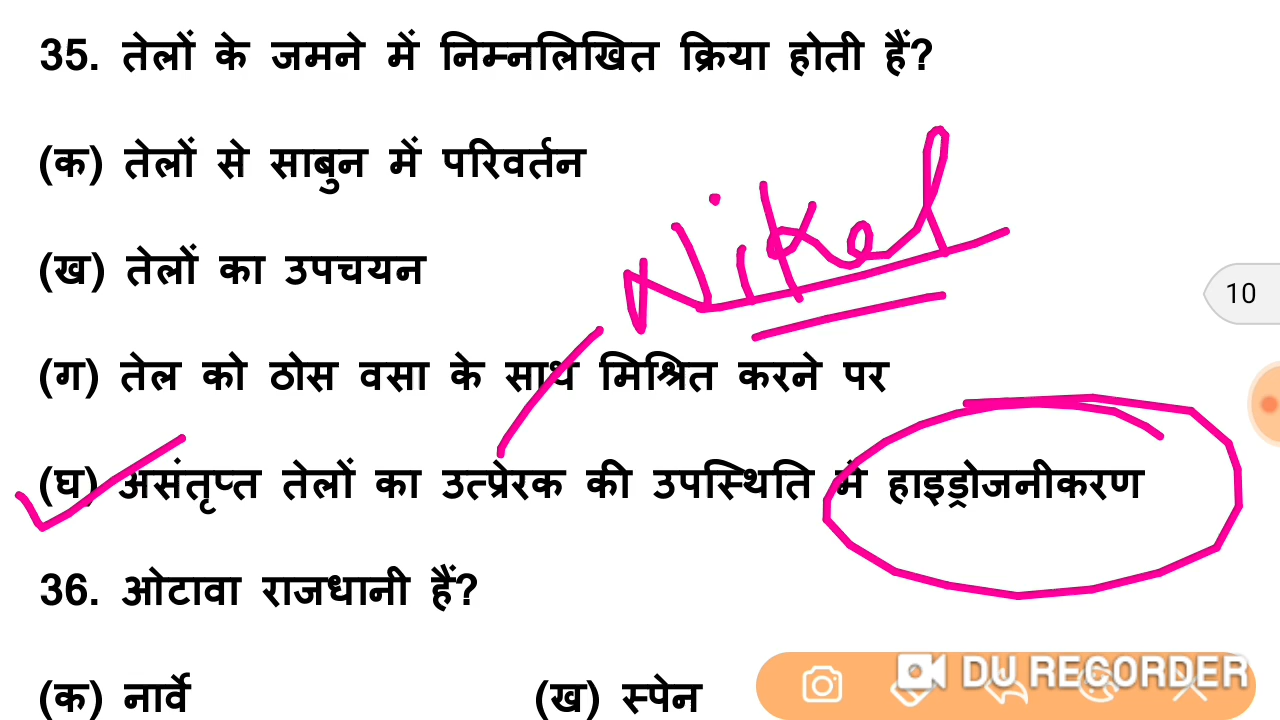 35. तेलों के जमने में निम्नलिखित क्रिया होती हैं?
(क) तेलों से साबुन में परिवर्तन
Nikel
(ख) तेलों का उपचयन
10
(ग) तेल को ठोस वसा के साथ मिश्रित करने पर
(घ) असंतृप्त तेलों का उत्प्रेरक की उपस्थिति में हाइड्रोजनीकरण
36. ओटावा राजधानी हैं?
(क) नार्वे (ख) स्पेन
DU RECORDER